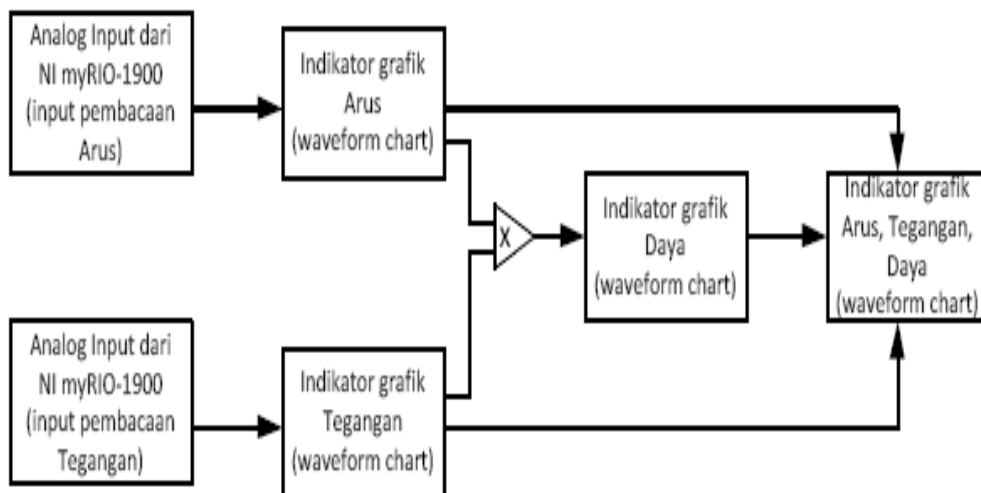 Analog Input dari
NI myRIO-1900
(input pembacaan
Arus)
Indikator grafik
Arus
(waveform chart)
X
Indikator grafik
Daya
(waveform chart)
Indikator grafik
Arus, Tegangan,
Daya
(waveform chart)
Analog Input dari
NI myRIO-1900
(input pembacaan
Tegangan)
Indikator grafik
Tegangan
(waveform chart)